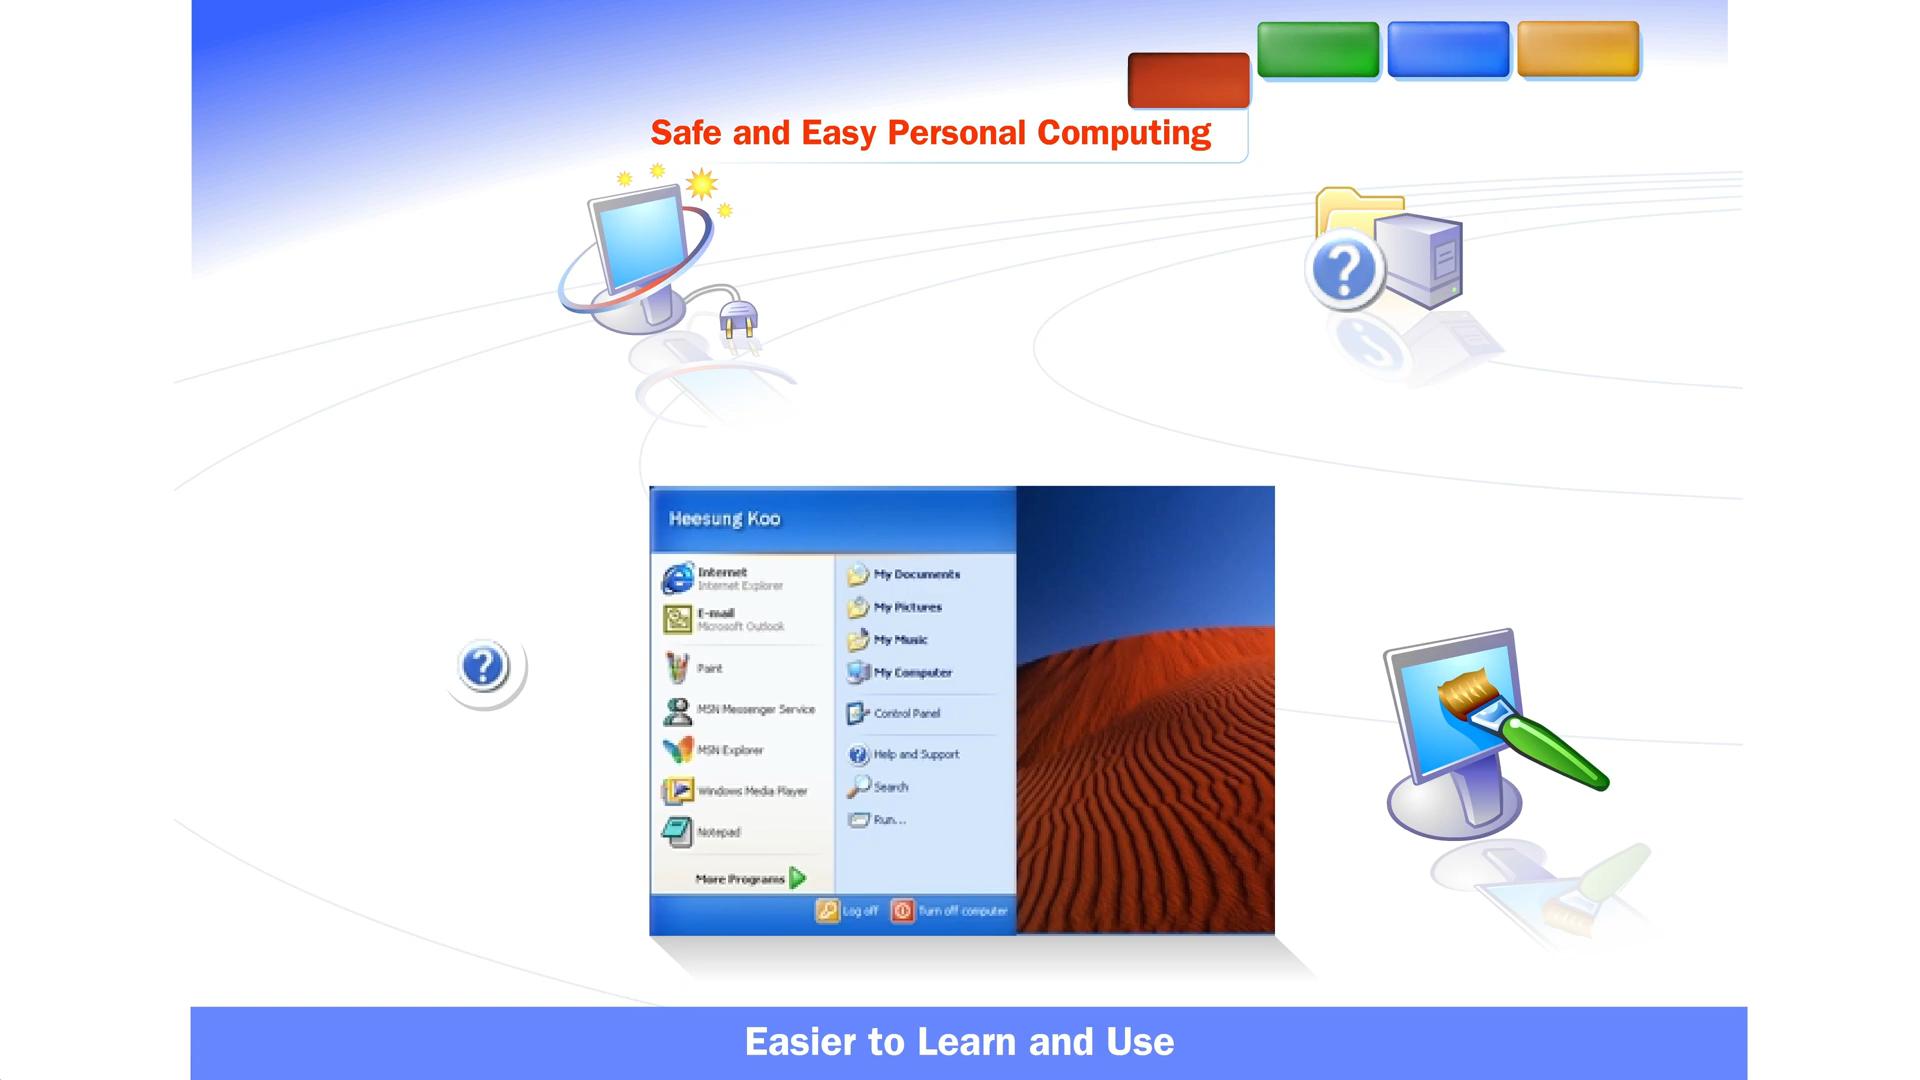 Safe and Easy Personal Computing
Heesung Koo
Internet
Internet Explorer
E-mail
Microsoft Outlook
Paint
MSN Messenger Service
MSN Explorer
Windows Media Player
Notepad
More Programs
My Documents
My Pictures
My Music
My Computer
Control Panel
Help and Support
Search
Run...
Log off
Turn off computer
Easier to Learn and Use